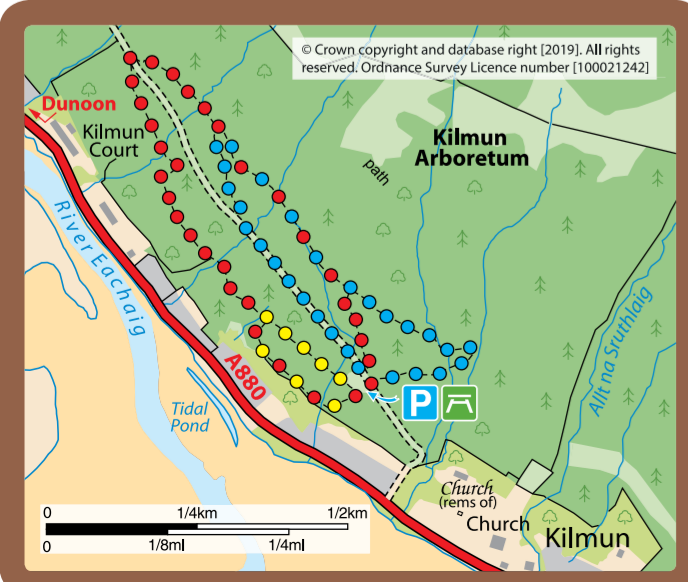 © Crown copyright and database right [2019]. All rights
reserved. Ordnance Survey Licence number [100021242]
Dunoon
Kilmun
Court
Kilmun
Arboretum
path
River Eachaig
A880
Tidal
Pond
P
Allt na Sruthlaig
Church
(rems of)
Church
Kilmun
0 1/4km 1/2km
0 1/8ml 1/4ml